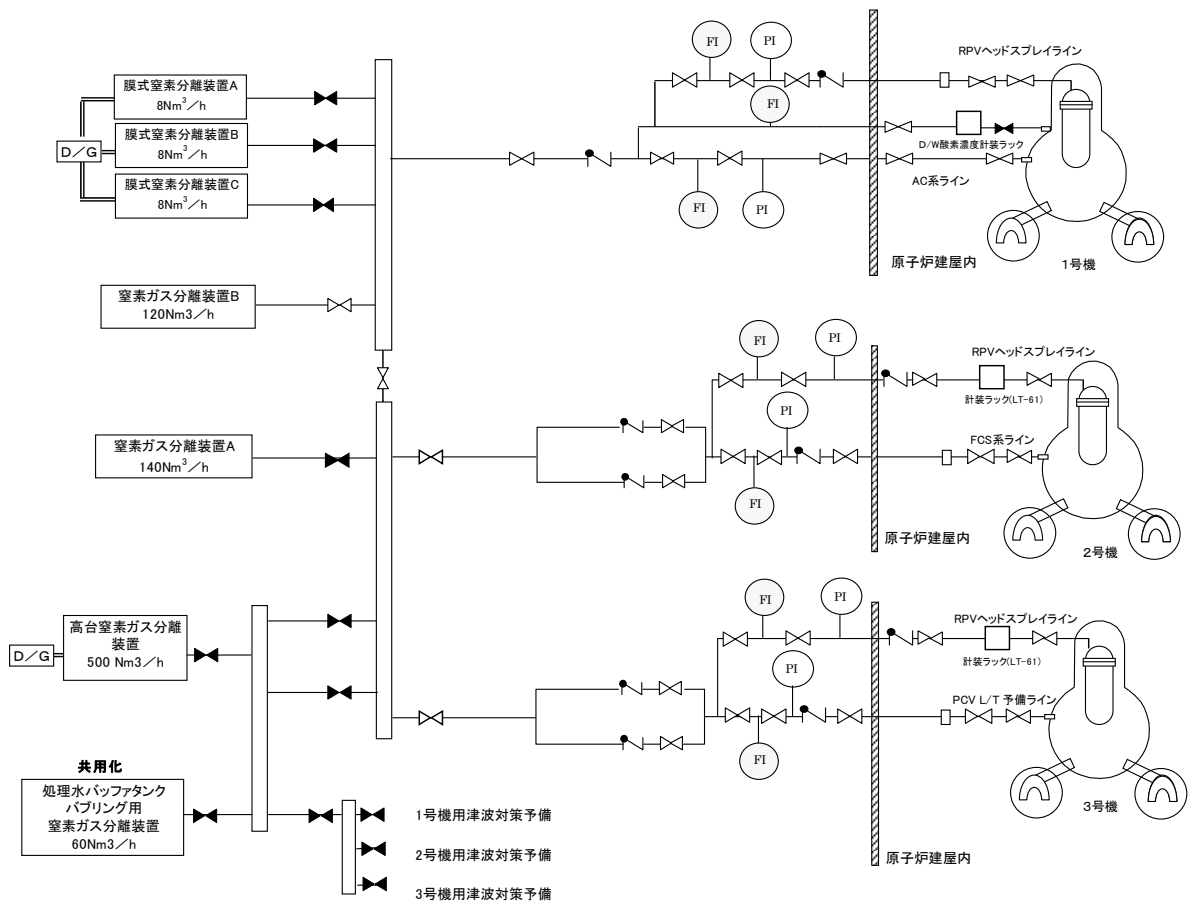 膜式窒素分離装置A
8Nm³／h
D／G
膜式窒素分離装置B
8Nm³／h
膜式窒素分離装置C
8Nm³／h
窒素ガス分離装置B
120Nm3／h
窒素ガス分離装置A
140Nm³／h
高台窒素ガス分離
装置
500 Nm3／h
D／G
共用化
処理水バッファタンク
バブリング用
窒素ガス分離装置
60Nm3／h
1号機用津波対策予備
2号機用津波対策予備
3号機用津波対策予備
FI
PI
FI
FI
PI
RPVヘッドスプレイライン
D/W酸素濃度計装ラック
AC系ライン
原子炉建屋内
1号機
FI
PI
PI
FI
RPVヘッドスプレイライン
計装ラック(LT-61)
FCS系ライン
原子炉建屋内
2号機
FI
PI
PI
FI
RPVヘッドスプレイライン
計装ラック(LT-61)
PCV L/T 予備ライン
原子炉建屋内
3号機